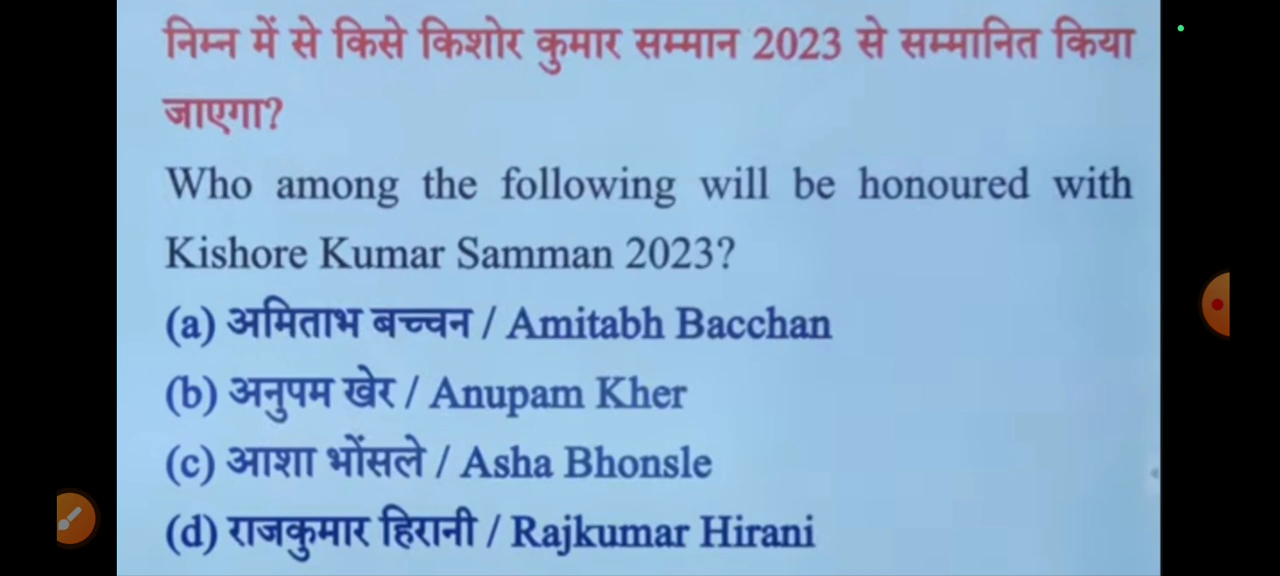 निम्न में से किसे किशोर कुमार सम्मान 2023 से सम्मानित किया
जाएगा?
Who among the following will be honoured with
Kishore Kumar Samman 2023?
(a) अमिताभ बच्चन / Amitabh Bacchan
(b) अनुपम खेर / Anupam Kher
(c) आशा भोंसले / Asha Bhonsle
(d) राजकुमार हिरानी / Rajkumar Hirani